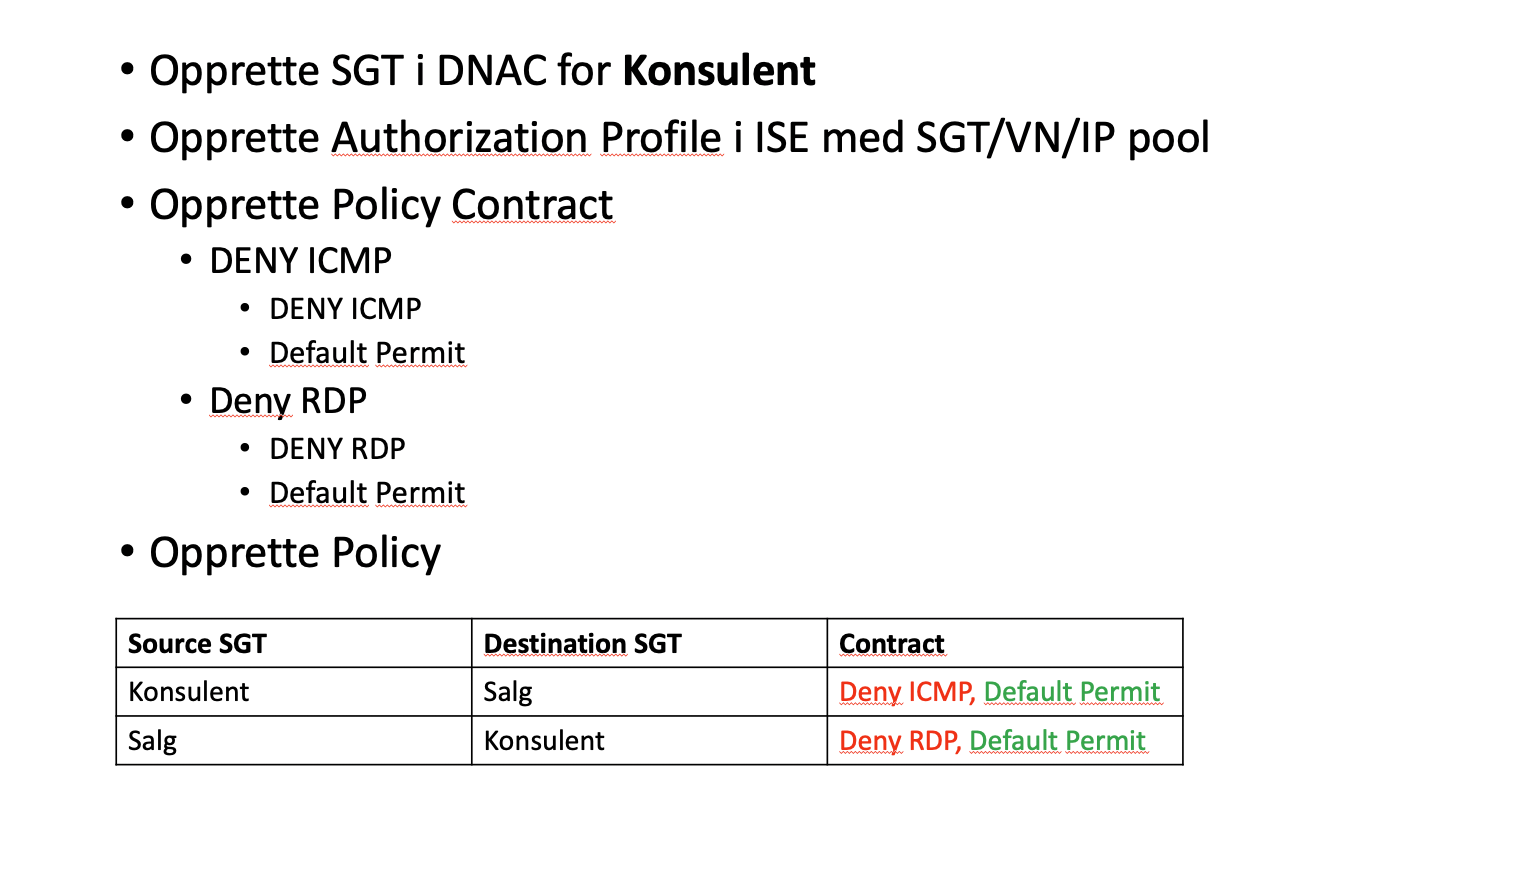 • Opprette SGT i DNAC for Konsulent
• Opprette Authorization Profile i ISE med SGT/VN/IP pool
• Opprette Policy Contract
• DENY ICMP
• DENY ICMP
• Default Permit
• Deny RDP
• DENY RDP
• Default Permit
• Opprette Policy
Source SGT Destination SGT Contract
Konsulent Salg Deny ICMP, Default Permit
Salg Konsulent Deny RDP, Default Permit